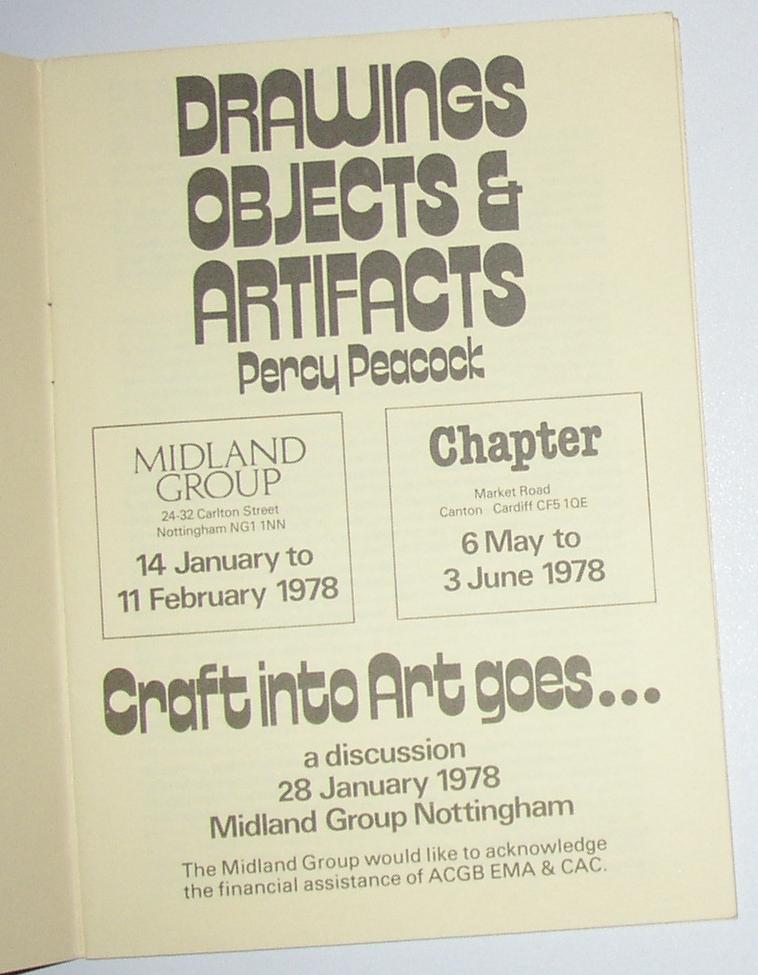 DRAWINGS
OBJECTS &
ARTIFACTS
Percy Peacock
MIDLAND
GROUP
24-32 Carlton Street
Nottingham NG1 1NN
14 January to
11 February 1978
Chapter
Market Road
Canton Cardiff CF5 1QE
6 May to
3 June 1978
Craft into Art goes...
a discussion
28 January 1978
Midland Group Nottingham
The Midland Group would like to acknowledge
the financial assistance of ACGB EMA & CAC.